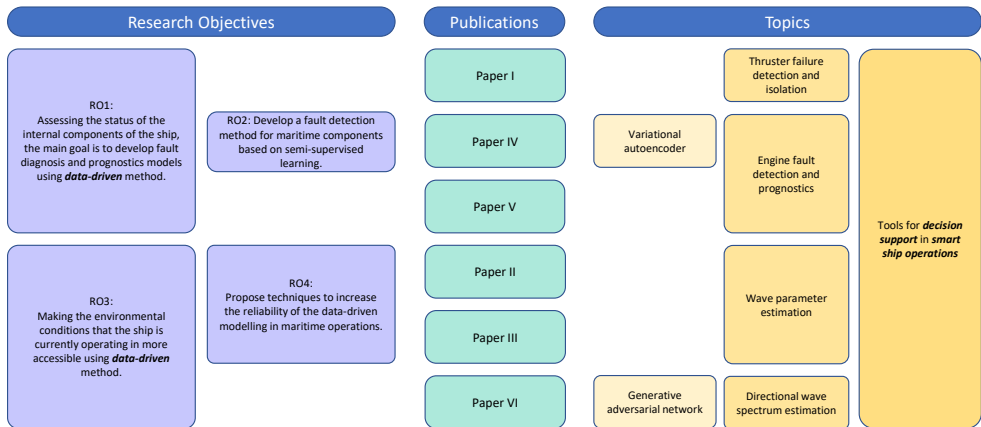 Research Objectives
Publications
Topics
RO1:
Assessing the status of the
internal components of the ship,
the main goal is to develop fault
diagnosis and prognostics models
using data-driven method.
RO2: Develop a fault detection
method for maritime components
based on semi-supervised
learning.
RO3:
Making the environmental
conditions that the ship is
currently operating in more
accessible using data-driven
method.
RO4:
Propose techniques to increase
the reliability of the data-driven
modelling in maritime operations.
Paper I
Paper IV
Paper V
Paper II
Paper III
Paper VI
Variational
autoencoder
Generative
adversarial network
Thruster failure
detection and
isolation
Engine fault
detection and
prognostics
Wave parameter
estimation
Directional wave
spectrum estimation
Tools for decision
support in smart
ship operations